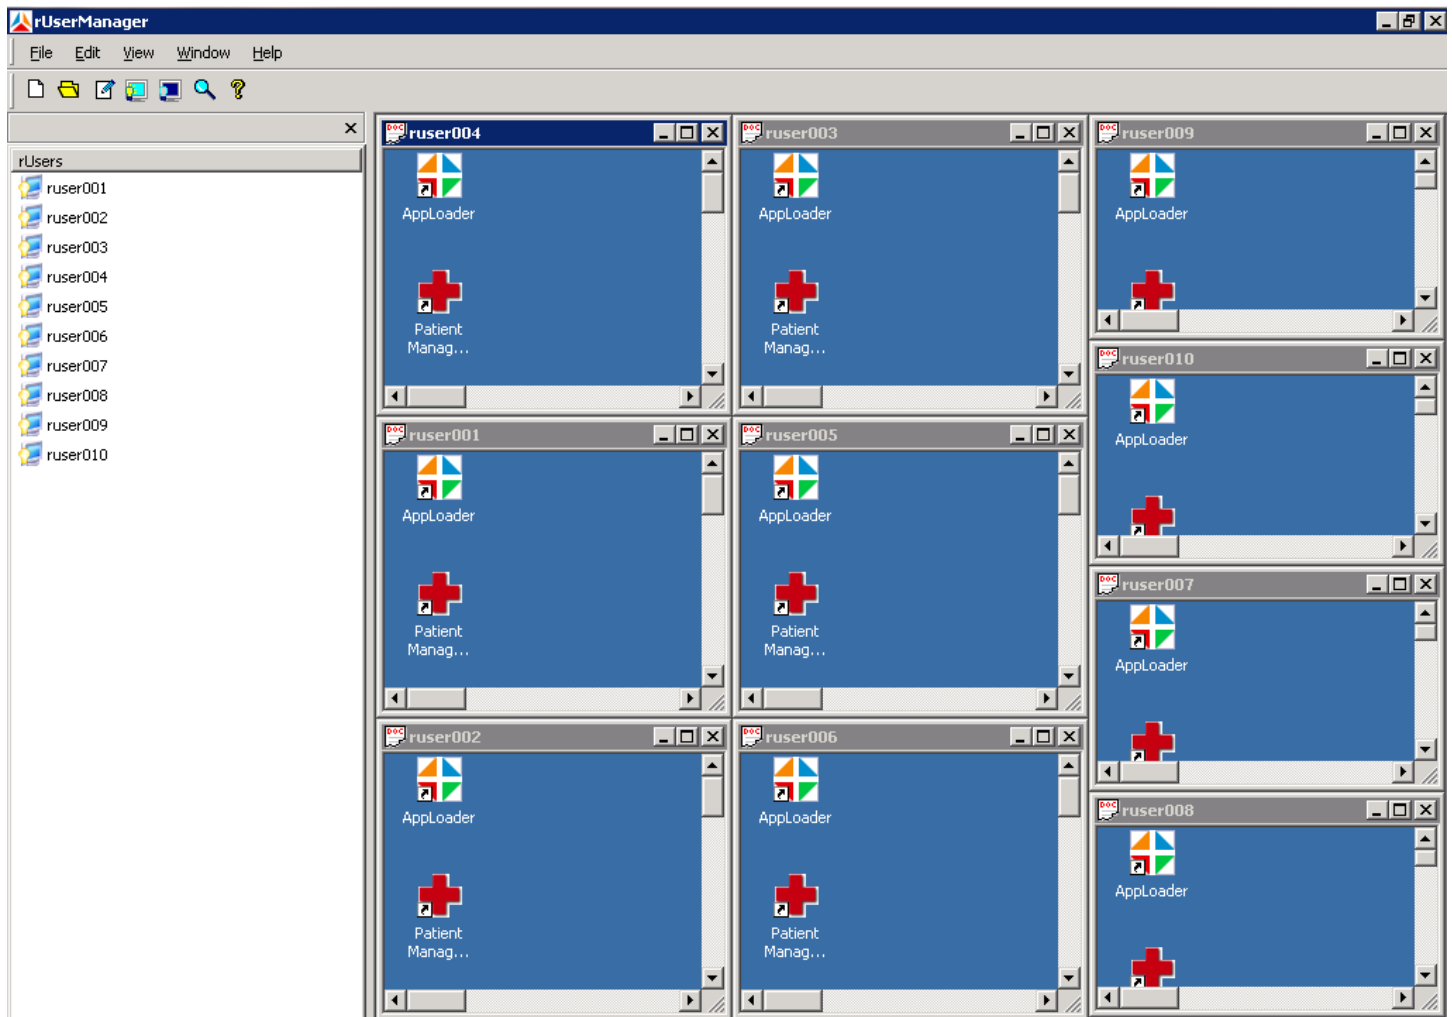 rUserManager
File Edit View Window Help
rUsers
ruser001
ruser002
ruser003
ruser004
ruser005
ruser006
ruser007
ruser008
ruser009
ruser010
ruser004
AppLoader
Patient
Manag...
ruser001
AppLoader
Patient
Manag...
ruser002
AppLoader
Patient
Manag...
ruser003
AppLoader
Patient
Manag...
ruser005
AppLoader
Patient
Manag...
ruser006
AppLoader
Patient
Manag...
ruser009
AppLoader
ruser010
AppLoader
ruser007
AppLoader
ruser008
AppLoader